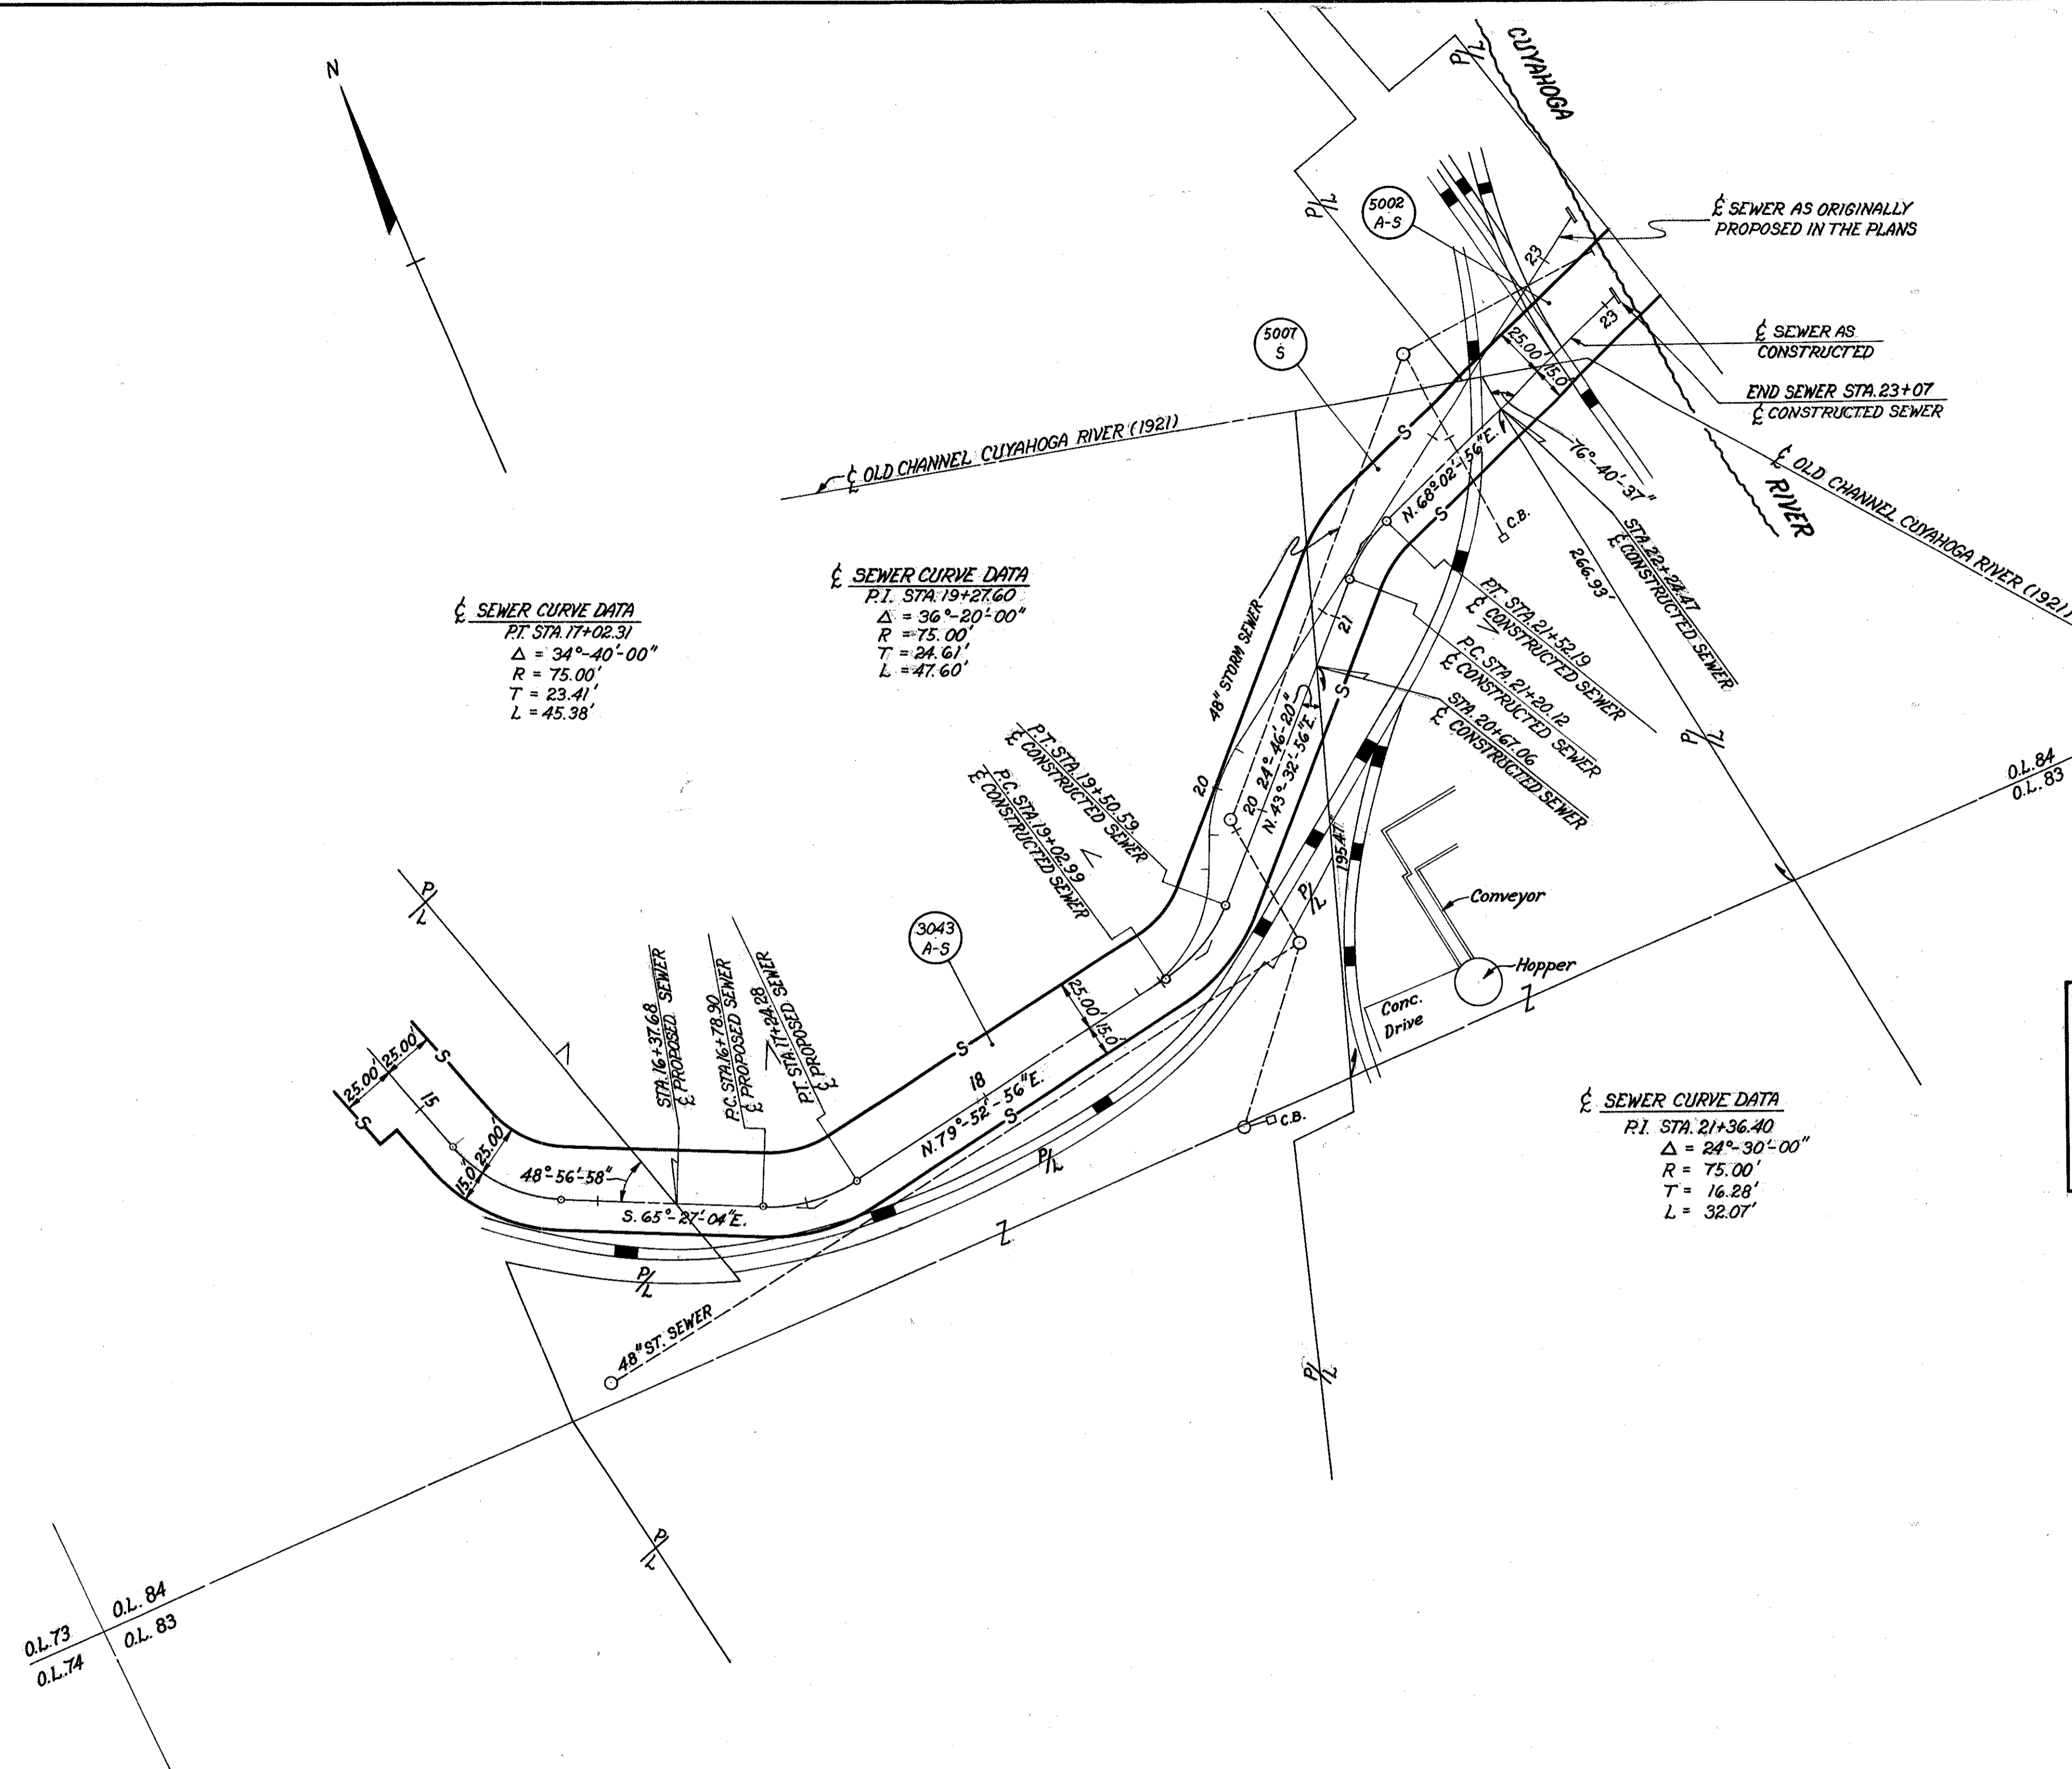 N
CUYAHOGA
RIVER
P/L
P/L
5002
A-S
℄ SEWER AS ORIGINALLY
PROPOSED IN THE PLANS
23
23
5007
S
25.00'
15.0'
℄ SEWER AS
CONSTRUCTED
END SEWER STA. 23+07
℄ CONSTRUCTED SEWER
℄ OLD CHANNEL CUYAHOGA RIVER (1921)
℄ OLD CHANNEL CUYAHOGA RIVER (1921)
S
N. 68°-02'-56"E.
S
76°-40'-37"
C.B.
STA. 22+24.47
℄ CONSTRUCTED SEWER
266.93'
℄ SEWER CURVE DATA
P.T. STA. 17+02.31
Δ = 34°-40'-00"
R = 75.00'
T = 23.41'
L = 45.38'
℄ SEWER CURVE DATA
P.I. STA. 19+27.60
Δ = 36°-20'-00"
R = 75.00'
T = 24.61'
L = 47.60'
P.T. STA. 21+52.19
℄ CONSTRUCTED SEWER
P.C. STA. 21+20.12
℄ CONSTRUCTED SEWER
STA. 20+67.06
℄ CONSTRUCTED SEWER
48" STORM SEWER
21
S
24°-46'-20"
N. 43°-32'-56"E.
20
20
P.T. STA. 19+50.59
℄ CONSTRUCTED SEWER
P.C. STA. 19+02.99
℄ CONSTRUCTED SEWER
P/L
O.L. 84
O.L. 83
195.47
P/L
Conveyor
Hopper
Conc.
Drive
P/L
3043
A-S
STA. 16+37.68
℄ PROPOSED SEWER
P.C. STA. 16+78.90
℄ PROPOSED SEWER
P.T. STA. 17+24.28
℄ PROPOSED SEWER
25.00'
15.0'
S
18
N. 79°-52'-56"E.
S
25.00'
25.00'
S
S
15
25.00'
15.0'
48°-56'-58"
S. 65°-27'-04"E.
C.B.
P/L
P/L
48" ST. SEWER
℄ SEWER CURVE DATA
P.I. STA. 21+36.40
Δ = 24°-30'-00"
R = 75.00'
T = 16.28'
L = 32.07'
P/L
P/L
O.L. 73
O.L. 74
O.L. 84
O.L. 83